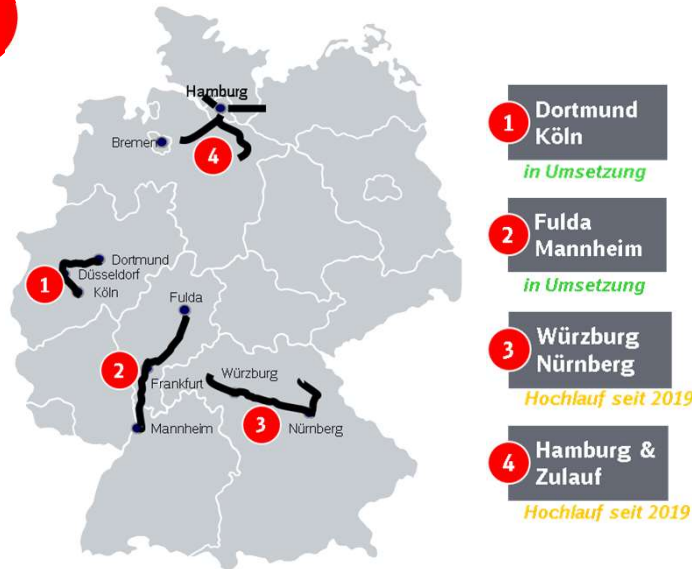 Hamburg
Bremen
4
Dortmund
Düsseldorf
1
Köln
Fulda
2
Frankfurt
Würzburg
3
Mannheim
Nürnberg
1
Dortmund
Köln
in Umsetzung
2
Fulda
Mannheim
in Umsetzung
3
Würzburg
Nürnberg
Hochlauf seit 2019
4
Hamburg &
Zulauf
Hochlauf seit 2019